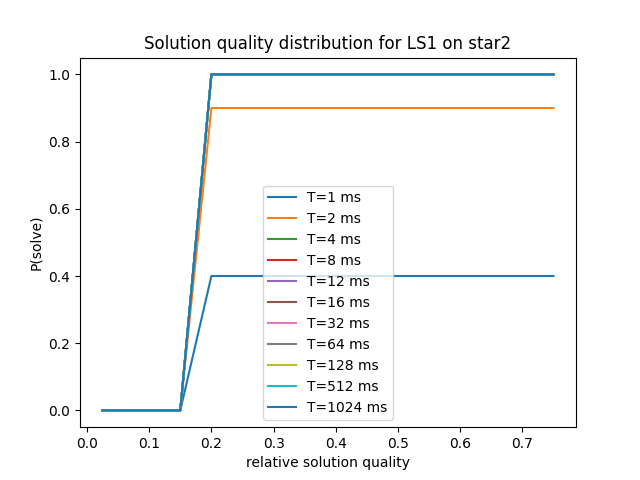 Solution quality distribution for LS1 on star2
1.0
0.8
0.6
0.4
0.2
0.0
P(solve)
T=1 ms
T=2 ms
T=4 ms
T=8 ms
T=12 ms
T=16 ms
T=32 ms
T=64 ms
T=128 ms
T=512 ms
T=1024 ms
0.0 0.1 0.2 0.3 0.4 0.5 0.6 0.7
relative solution quality